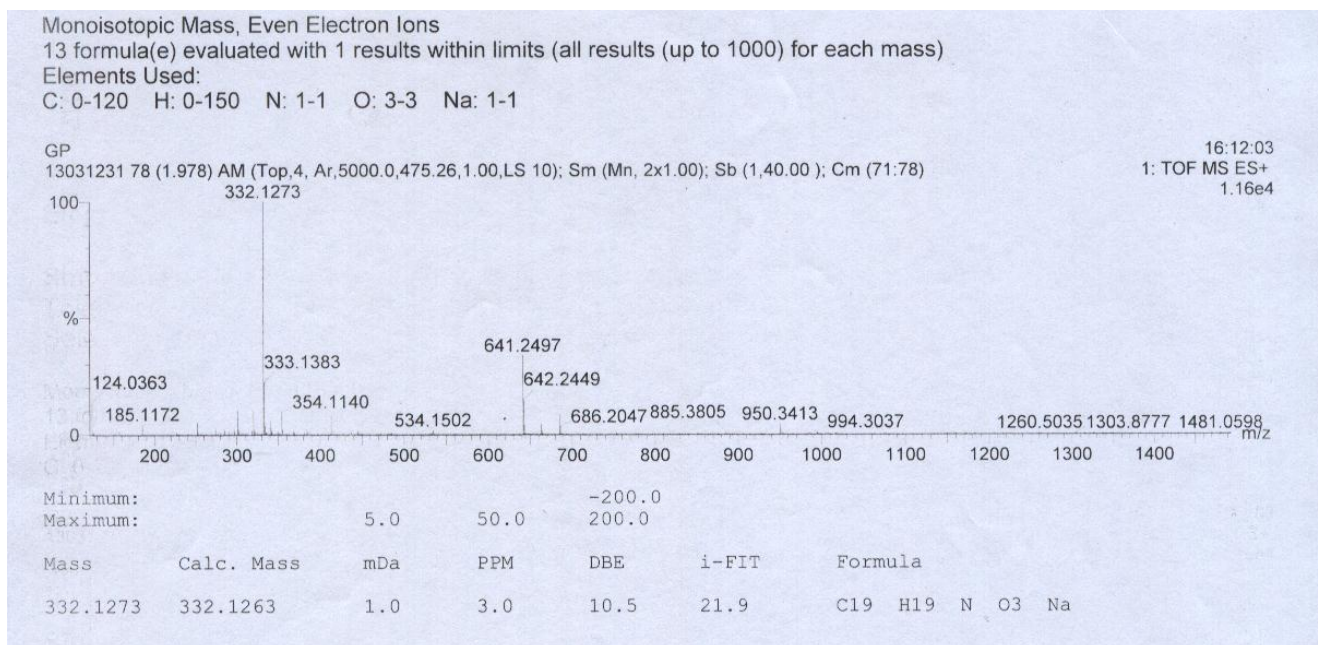 Monoisotopic Mass, Even Electron Ions
13 formula(e) evaluated with 1 results within limits (all results (up to 1000) for each mass)
Elements Used:
C: 0-120 H: 0-150 N: 1-1 O: 3-3 Na: 1-1
GP 16:12:03
13031231 78 (1.978) AM (Top,4, Ar,5000.0,475.26,1.00,LS 10); Sm (Mn, 2x1.00); Sb (1,40.00 ); Cm (71:78) 1: TOF MS ES+
1.16e4
332.1273
100
%
0
124.0363
185.1172
333.1383
354.1140
534.1502
641.2497
642.2449
686.2047 885.3805 950.3413 994.3037 1260.5035 1303.8777 1481.0598
m/z
200 300 400 500 600 700 800 900 1000 1100 1200 1300 1400
Minimum: -200.0
Maximum: 5.0 50.0 200.0
Mass Calc. Mass mDa PPM DBE i-FIT Formula
332.1273 332.1263 1.0 3.0 10.5 21.9 C19 H19 N O3 Na